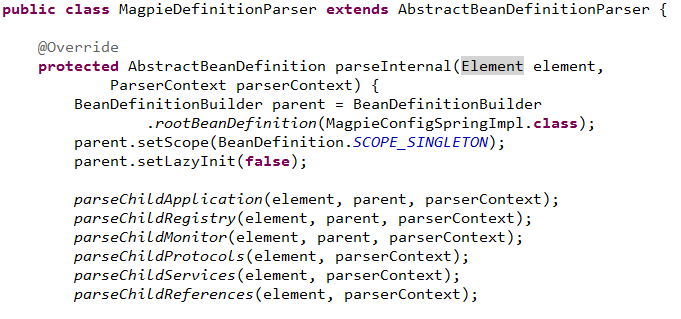 public class MagpieDefinitionParser extends AbstractBeanDefinitionParser {
@Override
protected AbstractBeanDefinition parseInternal(Element element,
ParserContext parserContext) {
BeanDefinitionBuilder parent = BeanDefinitionBuilder
.rootBeanDefinition(MagpieConfigSpringImpl.class);
parent.setScope(BeanDefinition.SCOPE_SINGLETON);
parent.setLazyInit(false);
parseChildApplication(element, parent, parserContext);
parseChildRegistry(element, parent, parserContext);
parseChildMonitor(element, parent, parserContext);
parseChildProtocols(element, parserContext);
parseChildServices(element, parserContext);
parseChildReferences(element, parserContext);